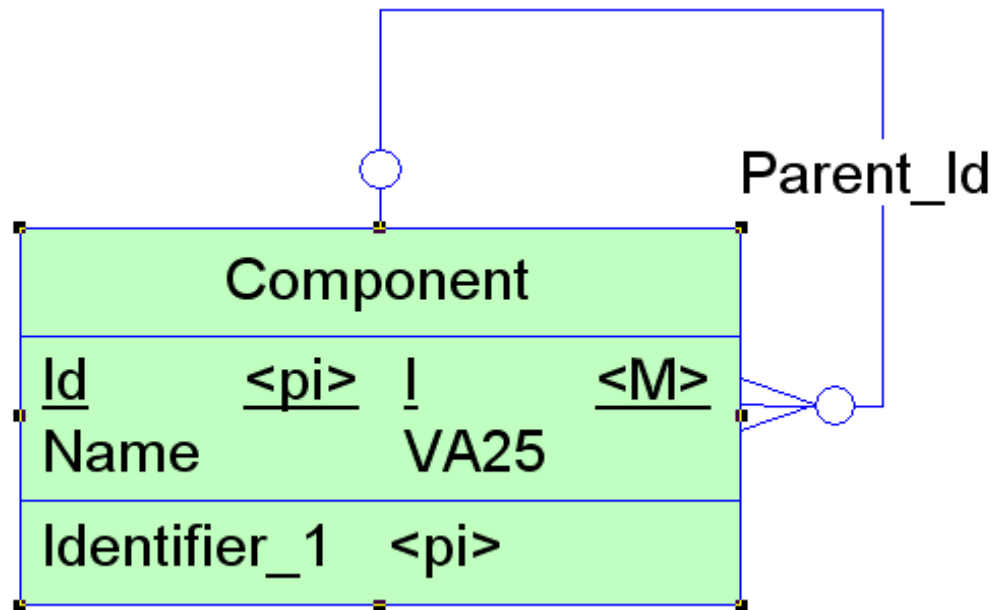 Parent_Id
Component
Id <pi> I <M>
Name VA25
Identifier_1 <pi>